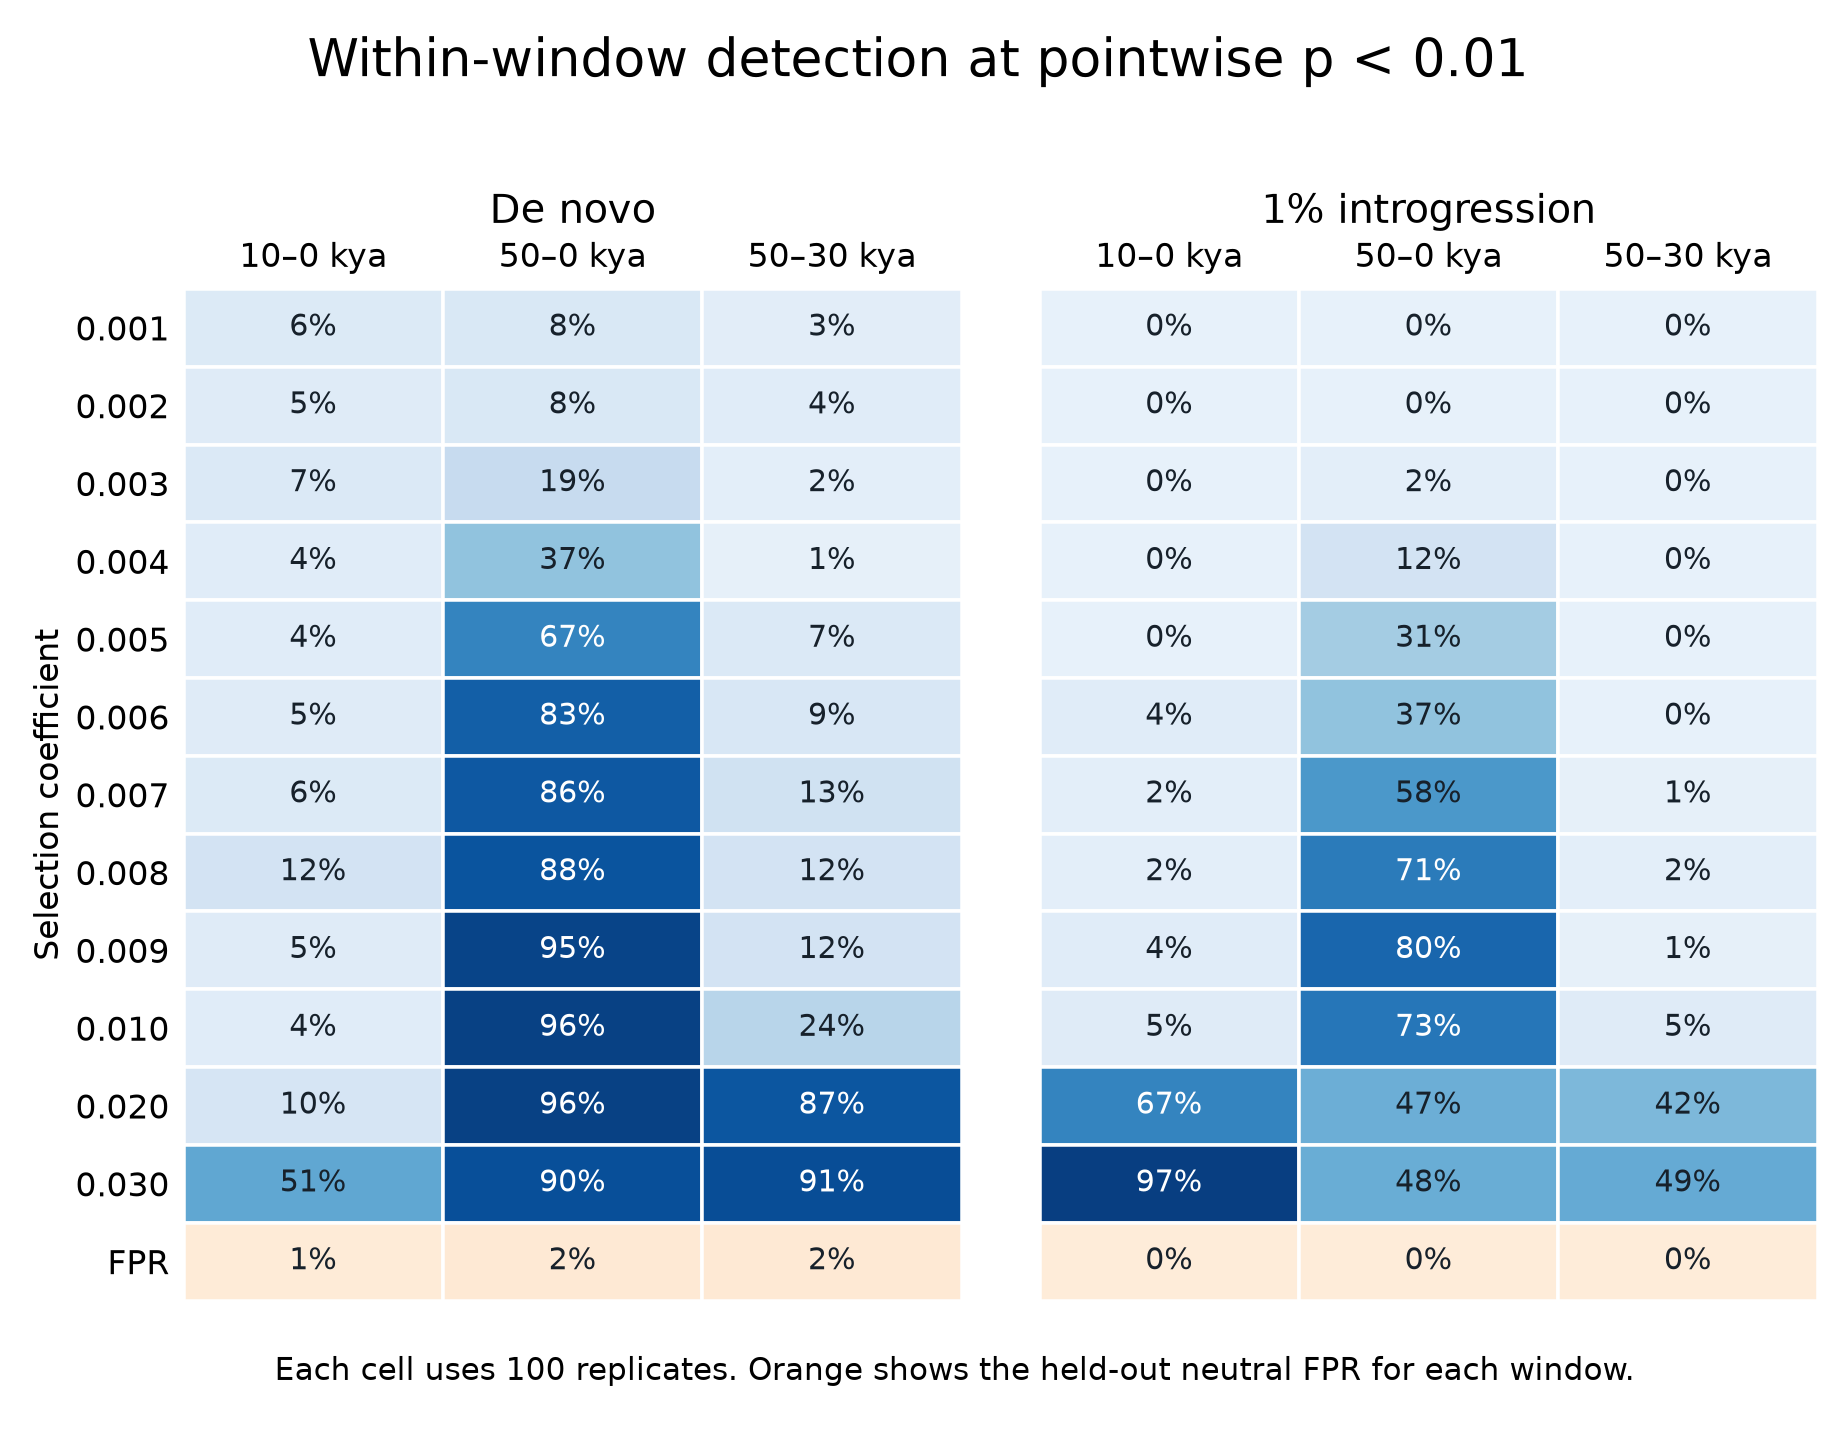 Within-window detection at pointwise p < 0.01
De novo 1% introgression
10–0 kya 50–0 kya 50–30 kya 10–0 kya 50–0 kya 50–30 kya
Selection coefficient
0.001 6% 8% 3% 0% 0% 0%
0.002 5% 8% 4% 0% 0% 0%
0.003 7% 19% 2% 0% 2% 0%
0.004 4% 37% 1% 0% 12% 0%
0.005 4% 67% 7% 0% 31% 0%
0.006 5% 83% 9% 4% 37% 0%
0.007 6% 86% 13% 2% 58% 1%
0.008 12% 88% 12% 2% 71% 2%
0.009 5% 95% 12% 4% 80% 1%
0.010 4% 96% 24% 5% 73% 5%
0.020 10% 96% 87% 67% 47% 42%
0.030 51% 90% 91% 97% 48% 49%
FPR 1% 2% 2% 0% 0% 0%
Each cell uses 100 replicates. Orange shows the held-out neutral FPR for each window.